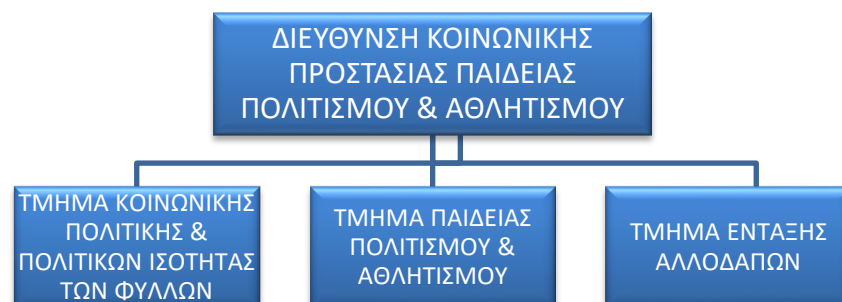 ΔΙΕΥΘΥΝΣΗ ΚΟΙΝΩΝΙΚΗΣ
ΠΡΟΣΤΑΣΙΑΣ ΠΑΙΔΕΙΑΣ
ΠΟΛΙΤΙΣΜΟΥ & ΑΘΛΗΤΙΣΜΟΥ
ΤΜΗΜΑ ΚΟΙΝΩΝΙΚΗΣ
ΠΟΛΙΤΙΚΗΣ &
ΠΟΛΙΤΙΚΩΝ ΙΣΟΤΗΤΑΣ
ΤΩΝ ΦΥΛΛΩΝ
ΤΜΗΜΑ ΠΑΙΔΕΙΑΣ
ΠΟΛΙΤΙΣΜΟΥ &
ΑΘΛΗΤΙΣΜΟΥ
ΤΜΗΜΑ ΕΝΤΑΞΗΣ
ΑΛΛΟΔΑΠΩΝ